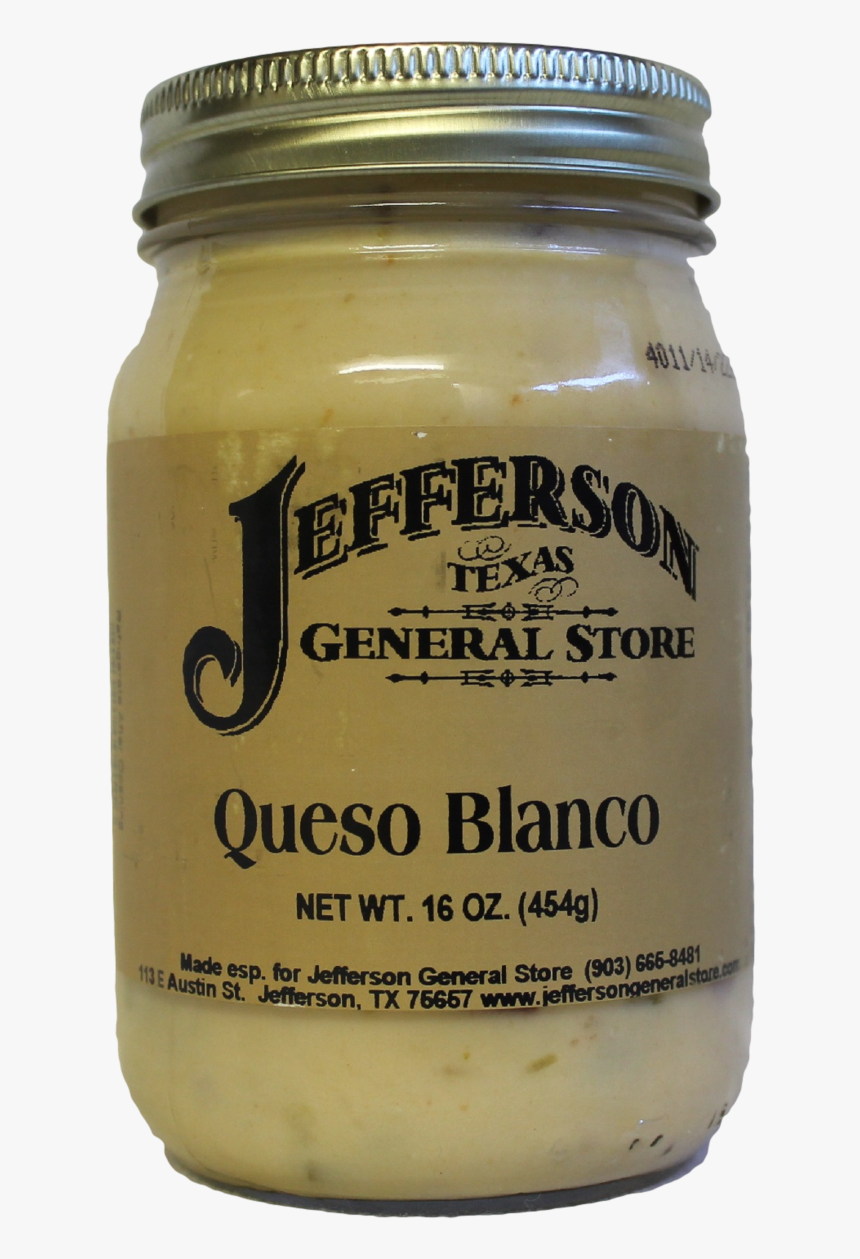 4011/14/
JEFFERSON
TEXAS
GENERAL STORE
Queso Blanco
NET WT. 16 OZ. (454g)
Made esp. for Jefferson General Store (903) 665-8481
113 E Austin St. Jefferson, TX 75657 www.jeffersongeneralstore.com